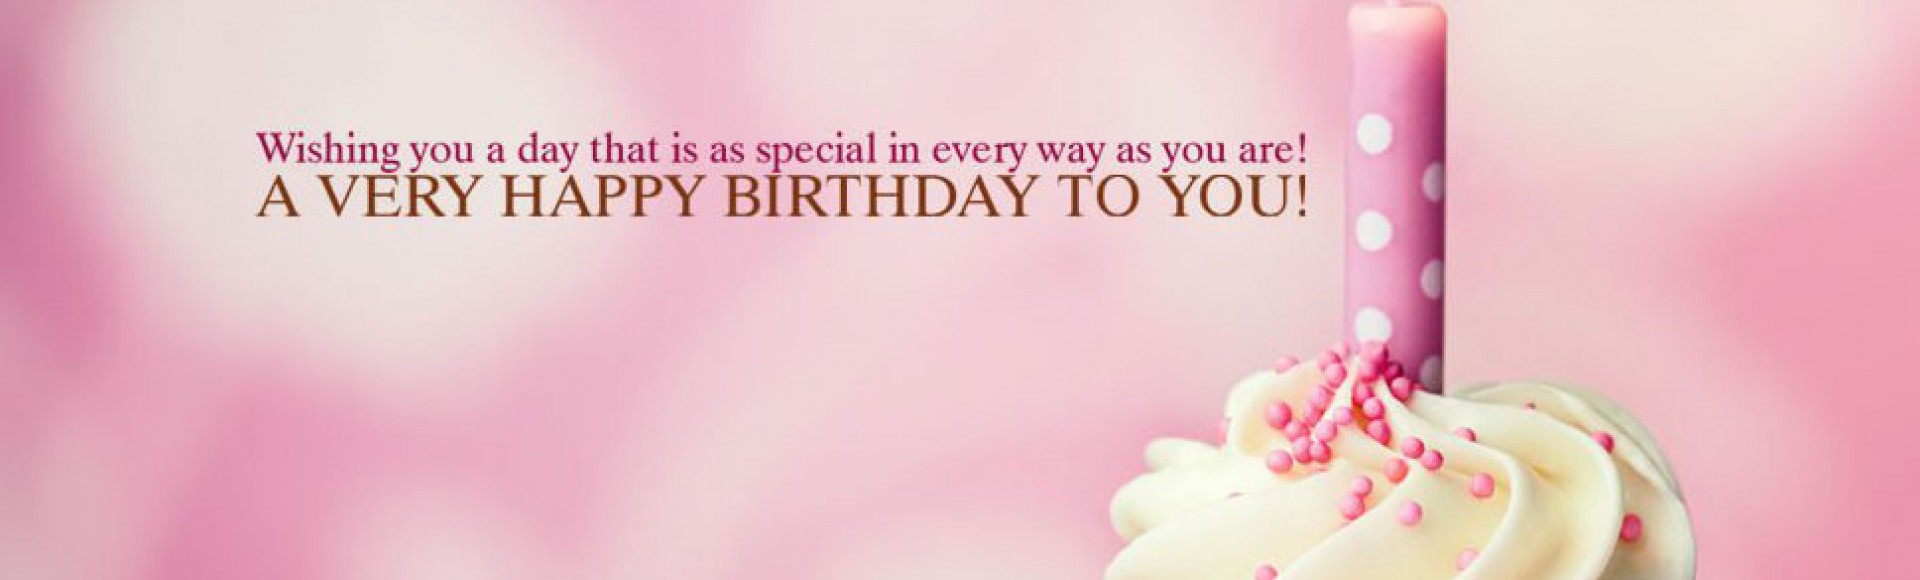 Wishing you a day that is as special in every way as you are!
A VERY HAPPY BIRTHDAY TO YOU!